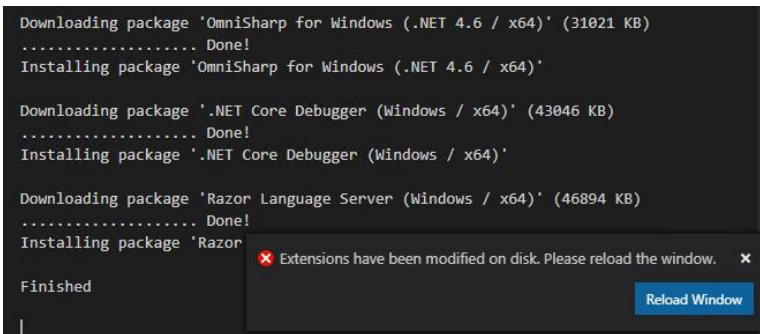 Downloading package 'OmniSharp for Windows (.NET 4.6 / x64)' (31021 KB)
.................... Done!
Installing package 'OmniSharp for Windows (.NET 4.6 / x64)'
Downloading package '.NET Core Debugger (Windows / x64)' (43046 KB)
.................... Done!
Installing package '.NET Core Debugger (Windows / x64)'
Downloading package 'Razor Language Server (Windows / x64)' (46894 KB)
.................... Done!
Installing package 'Razor
Extensions have been modified on disk. Please reload the window.
Finished
Reload Window